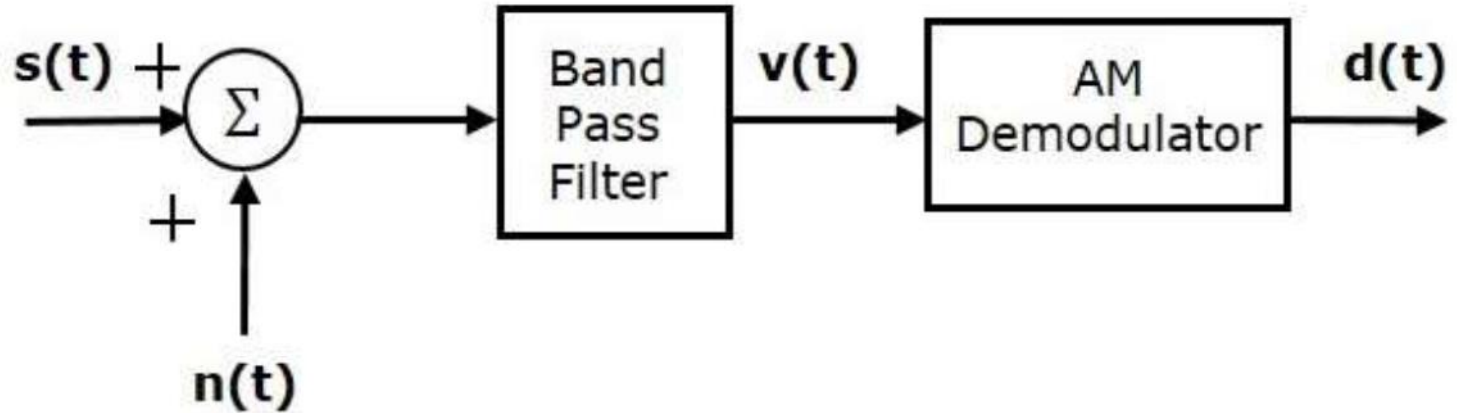 s(t) +
Σ
+
n(t)
Band
Pass
Filter
v(t)
AM
Demodulator
d(t)